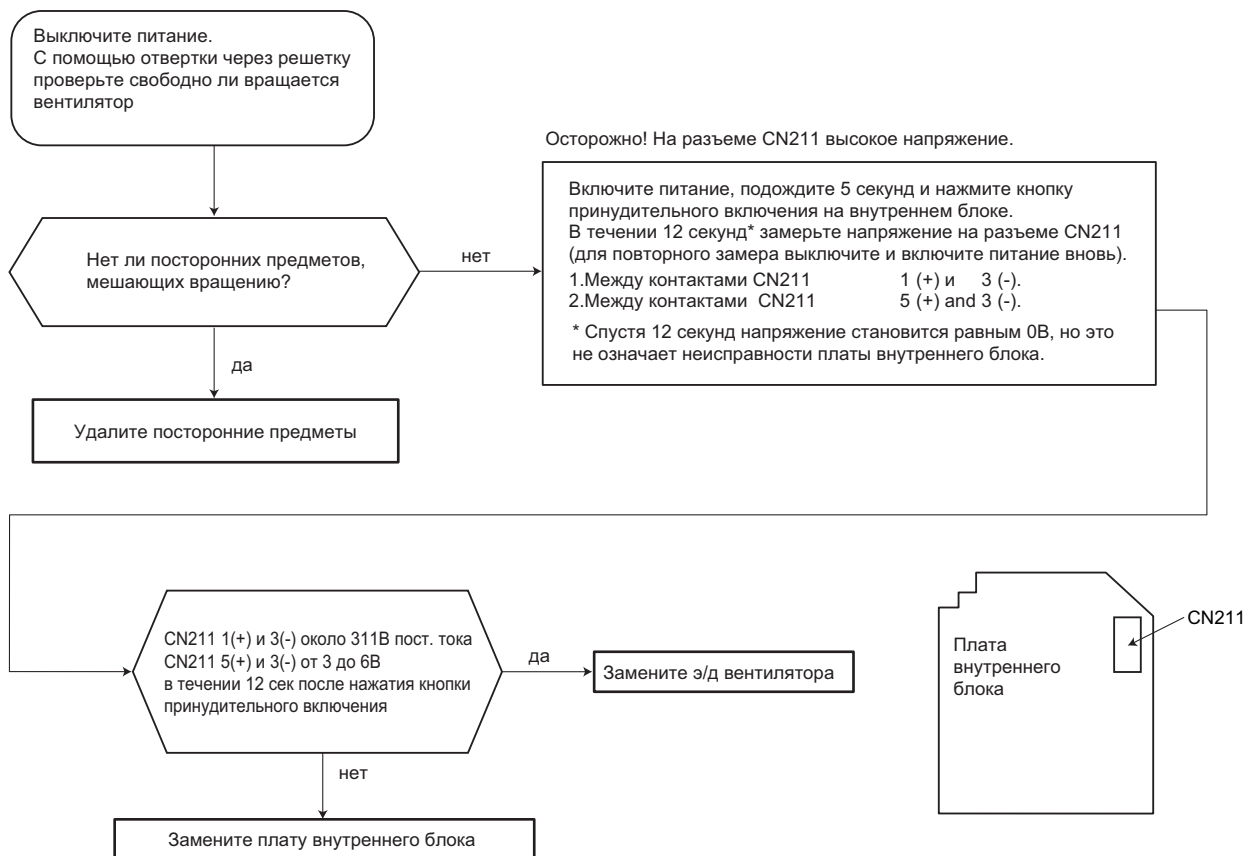 Выключите питание.
С помощью отвертки через решетку
проверьте свободно ли вращается
вентилятор
Осторожно! На разъеме CN211 высокое напряжение.
Нет ли посторонних предметов,
мешающих вращению?
нет
Включите питание, подождите 5 секунд и нажмите кнопку
принудительного включения на внутреннем блоке.
В течении 12 секунд* замерьте напряжение на разъеме CN211
(для повторного замера выключите и включите питание вновь).
1.Между контактами CN211 1 (+) и 3 (-).
2.Между контактами CN211 5 (+) and 3 (-).
* Спустя 12 секунд напряжение становится равным 0В, но это
не означает неисправности платы внутреннего блока.
да
Удалите посторонние предметы
CN211 1(+) и 3(-) около 311В пост. тока
CN211 5(+) и 3(-) от 3 до 6В
в течении 12 сек после нажатия кнопки
принудительного включения
да
Замените э/д вентилятора
нет
Замените плату внутреннего блока
CN211
Плата
внутреннего
блока